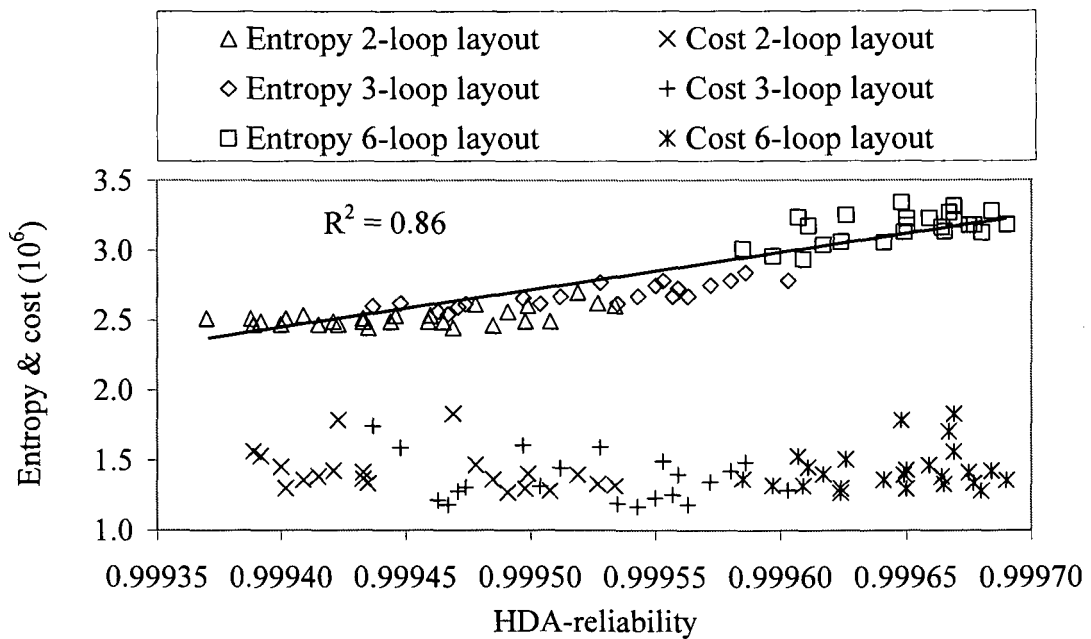 Entropy 2-loop layout
Cost 2-loop layout
Entropy 3-loop layout
Cost 3-loop layout
Entropy 6-loop layout
Cost 6-loop layout
3.5
3.0
2.5
2.0
1.5
1.0
Entropy & cost (10⁶)
R² = 0.86
0.99935 0.99940 0.99945 0.99950 0.99955 0.99960 0.99965 0.99970
HDA-reliability